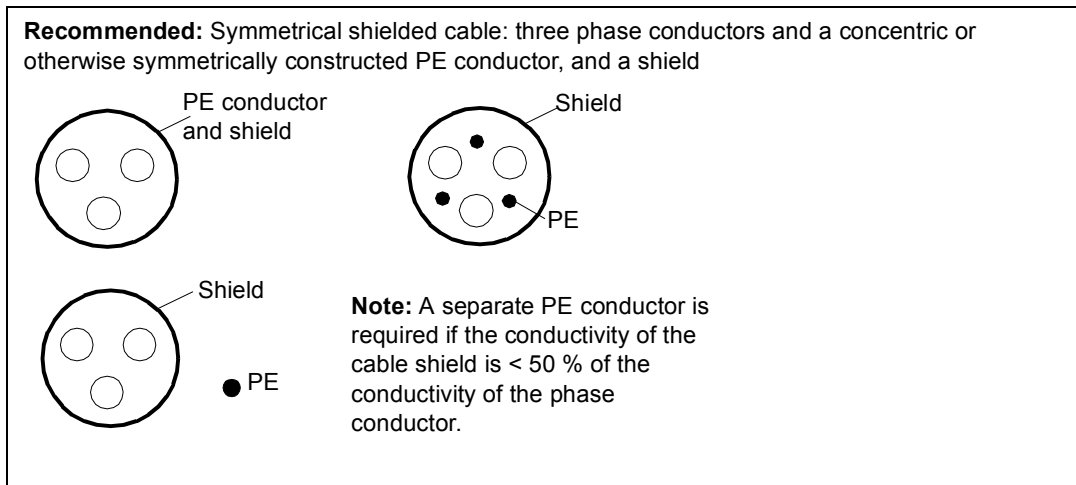 Recommended: Symmetrical shielded cable: three phase conductors and a concentric or
otherwise symmetrically constructed PE conductor, and a shield
PE conductor
and shield
Shield
PE
Shield
PE
Note: A separate PE conductor is
required if the conductivity of the
cable shield is < 50 % of the
conductivity of the phase
conductor.